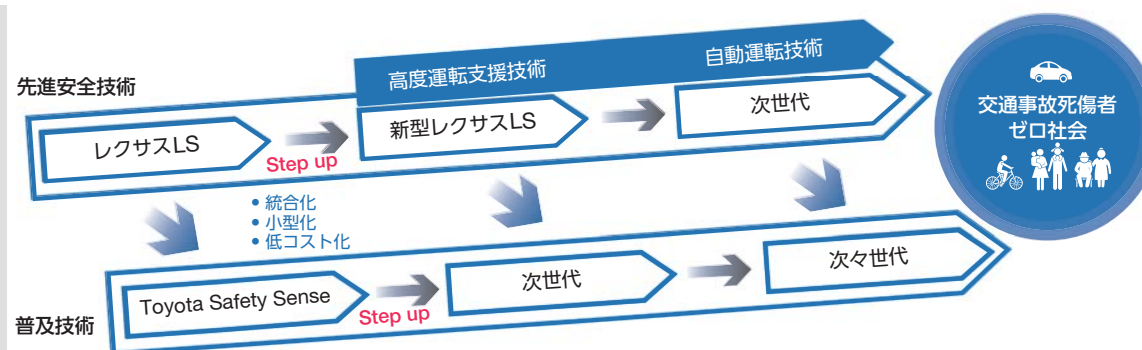 先進安全技術
高度運転支援技術
自動運転技術
レクサスLS
Step up
新型レクサスLS
次世代
• 統合化
• 小型化
• 低コスト化
普及技術
Toyota Safety Sense
Step up
次世代
次々世代
交通事故死傷者
ゼロ社会